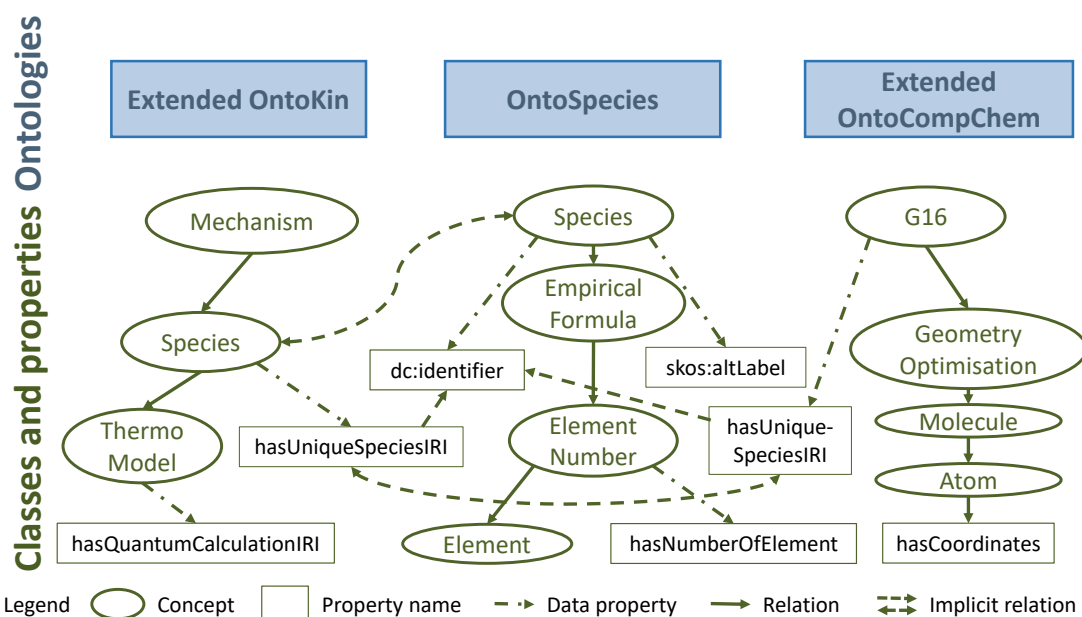 Classes and properties Ontologies
Extended OntoKin
OntoSpecies
Extended
OntoCompChem
Mechanism
Species
G16
Empirical
Formula
Species
Geometry
Optimisation
dc:identifier
skos:altLabel
Thermo
Model
hasUniqueSpeciesIRI
Element
Number
hasUnique-
SpeciesIRI
Molecule
Atom
hasQuantumCalculationIRI
Element
hasNumberOfElement
hasCoordinates
Legend Concept Property name Data property Relation Implicit relation